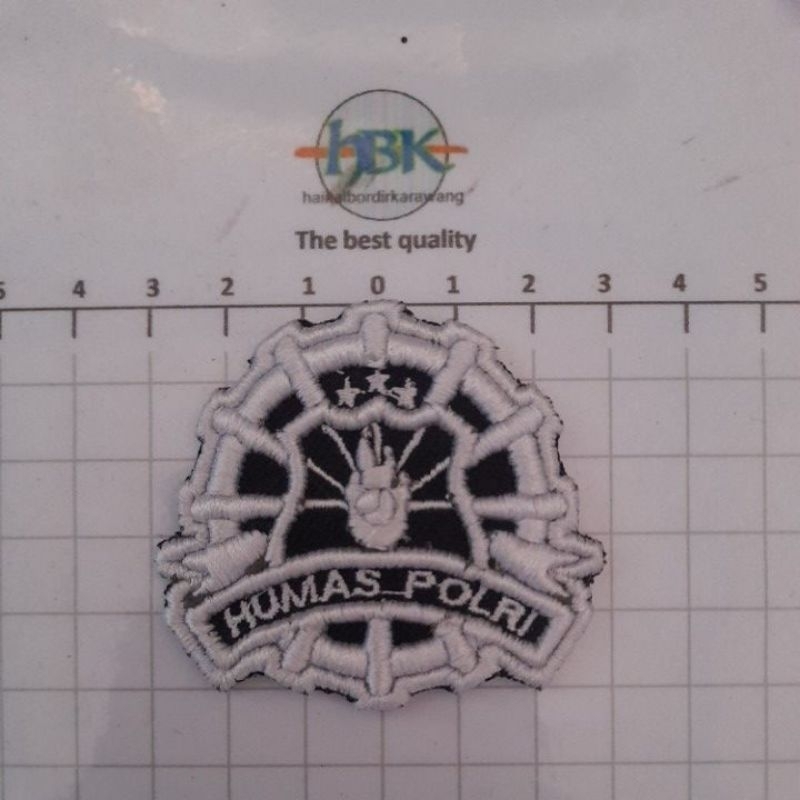 hBK
haikalbordirkarawang
The best quality
5 4 3 2 1 0 1 2 3 4 5
HUMAS POLRI